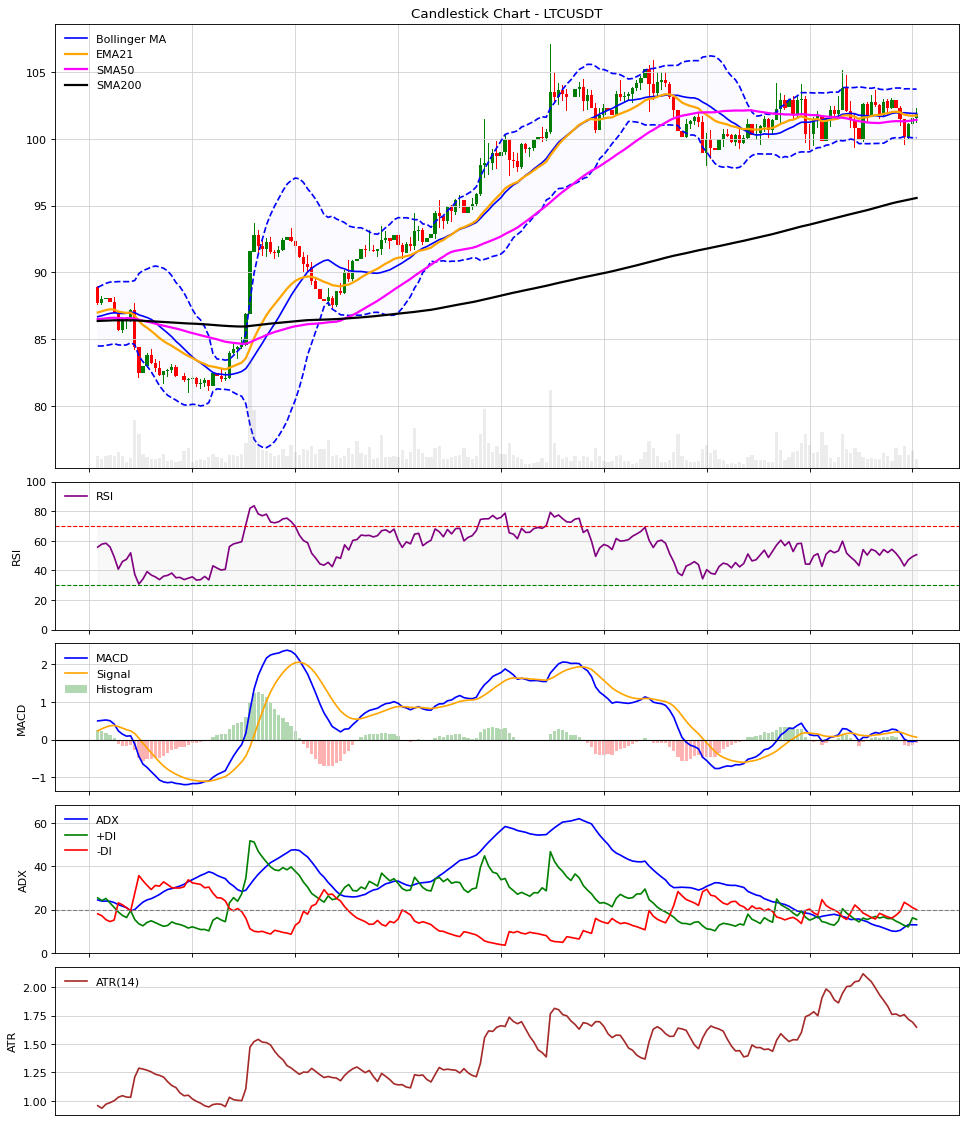 Candlestick Chart - LTCUSDT
Bollinger MA
EMA21
SMA50
SMA200
105
100
95
90
85
80
RSI
100
80
60
40
20
0
RSI
MACD
Signal
Histogram
2
1
0
−1
MACD
ADX
+DI
-DI
60
40
20
0
ADX
ATR(14)
2.00
1.75
1.50
1.25
1.00
ATR